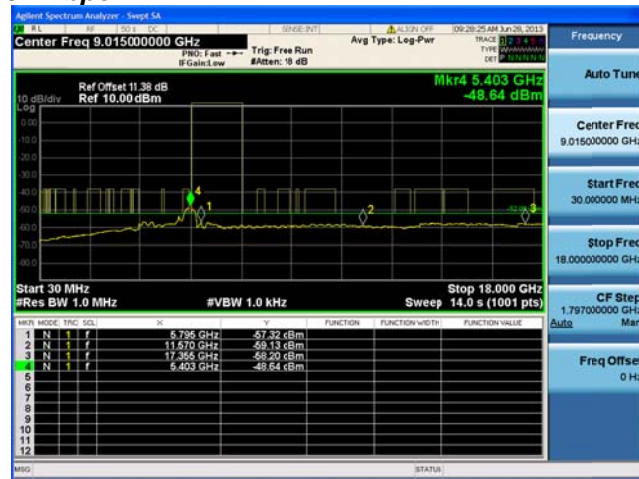 Agilent Spectrum Analyzer - Swept SA
RL RF 50 Ω DC SENSE:INT ALIGN OFF 09:28:25 AM Jun 28, 2013
Center Freq 9.015000000 GHz
PNO: Fast
IFGain:Low
Trig: Free Run
#Atten: 18 dB
Avg Type: Log-Pwr
TRACE 1 2 3 4 5 6
TYPE
DET P N N N N N
Frequency
Mkr4 5.403 GHz
-48.64 dBm
Ref Offset 11.38 dB
Ref 10.00 dBm
10 dB/div
Log
0.00
-10.0
-20.0
-30.0
-40.0
-50.0
-60.0
-70.0
-80.0
4
1
2
3
Start 30 MHz
#Res BW 1.0 MHz
#VBW 1.0 kHz
Stop 18.000 GHz
Sweep 14.0 s (1001 pts)
MKR MODE TRC SCL X Y FUNCTION FUNCTION WIDTH FUNCTION VALUE
1 N 1 f 5.795 GHz -57.32 dBm
2 N 1 f 11.570 GHz -59.13 dBm
3 N 1 f 17.355 GHz -58.20 dBm
4 N 1 f 5.403 GHz -48.64 dBm
5
6
7
8
9
10
11
12
MSG STATUS
Auto Tune
Center Freq
9.015000000 GHz
Start Freq
30.000000 MHz
Stop Freq
18.000000000 GHz
CF Step
1.797000000 GHz
Auto Man
Freq Offset
0 Hz